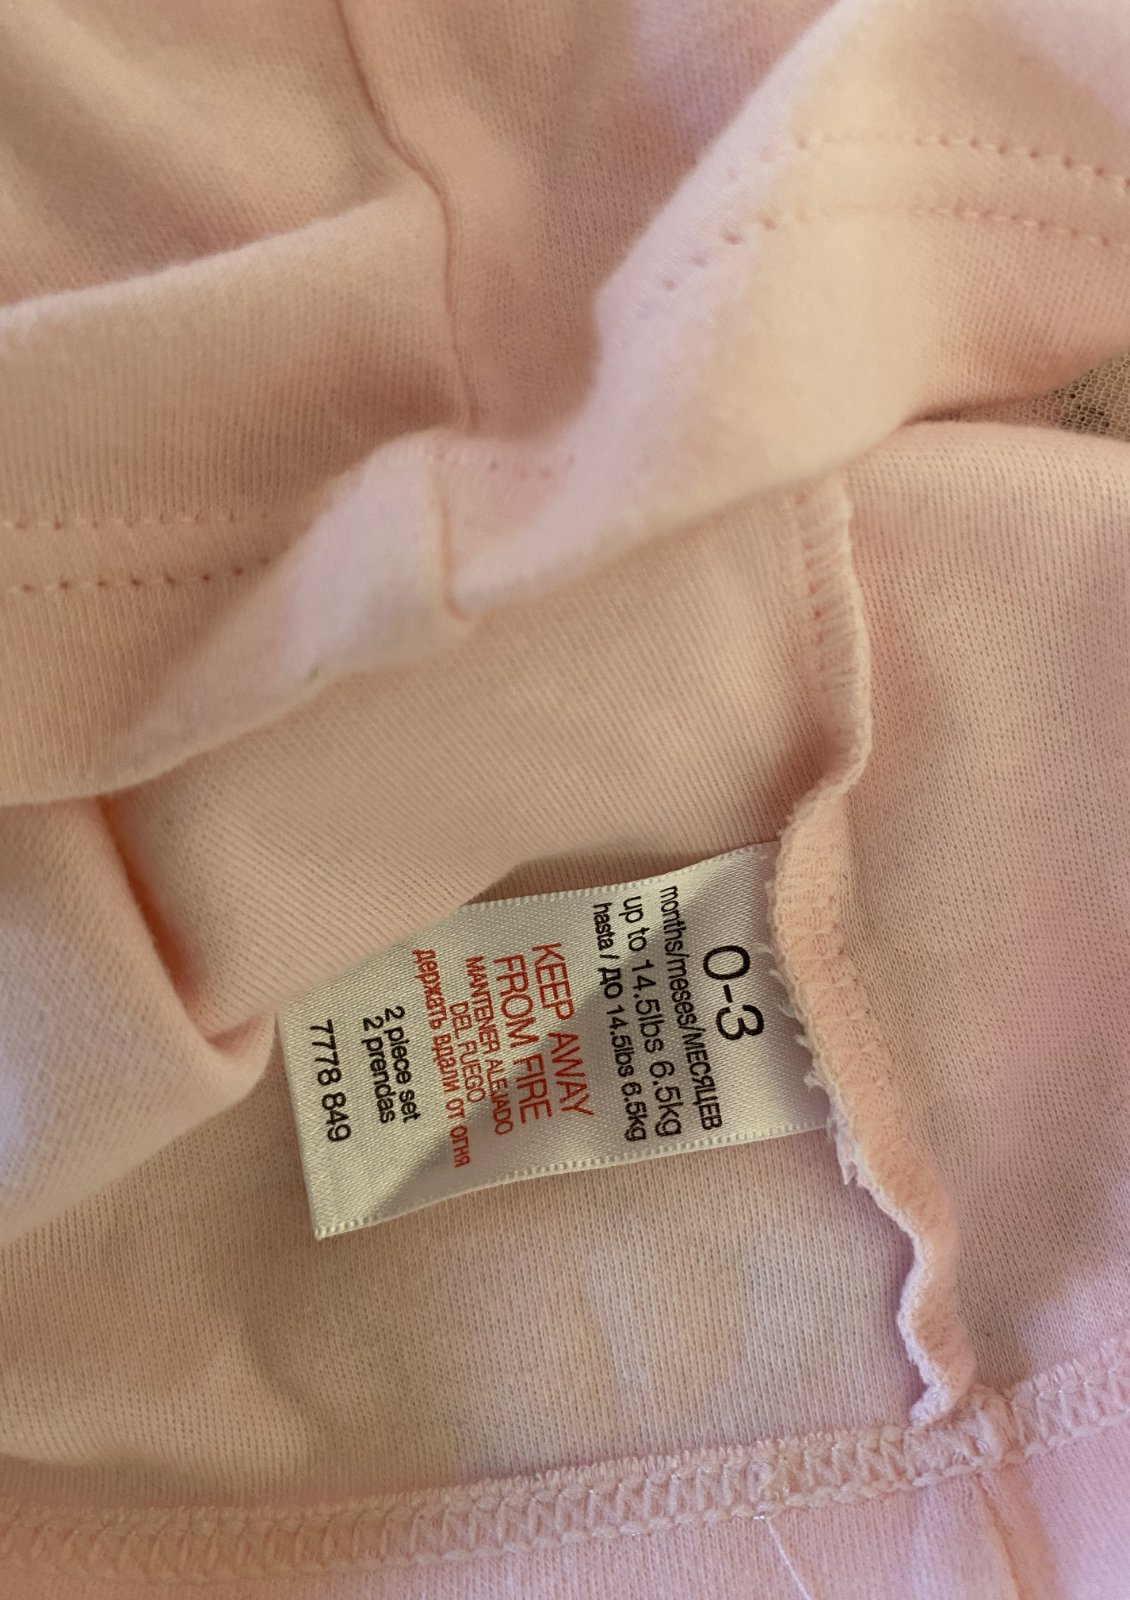 0-3
months/meses/МЕСЯЦЕВ
up to 14.5lbs 6.5kg
hasta / ДО 14.5lbs 6.5kg
KEEP AWAY
FROM FIRE
MANTENER ALEJADO
DEL FUEGO
держать вдали от огня
2 piece set
2 prendas
7778 849